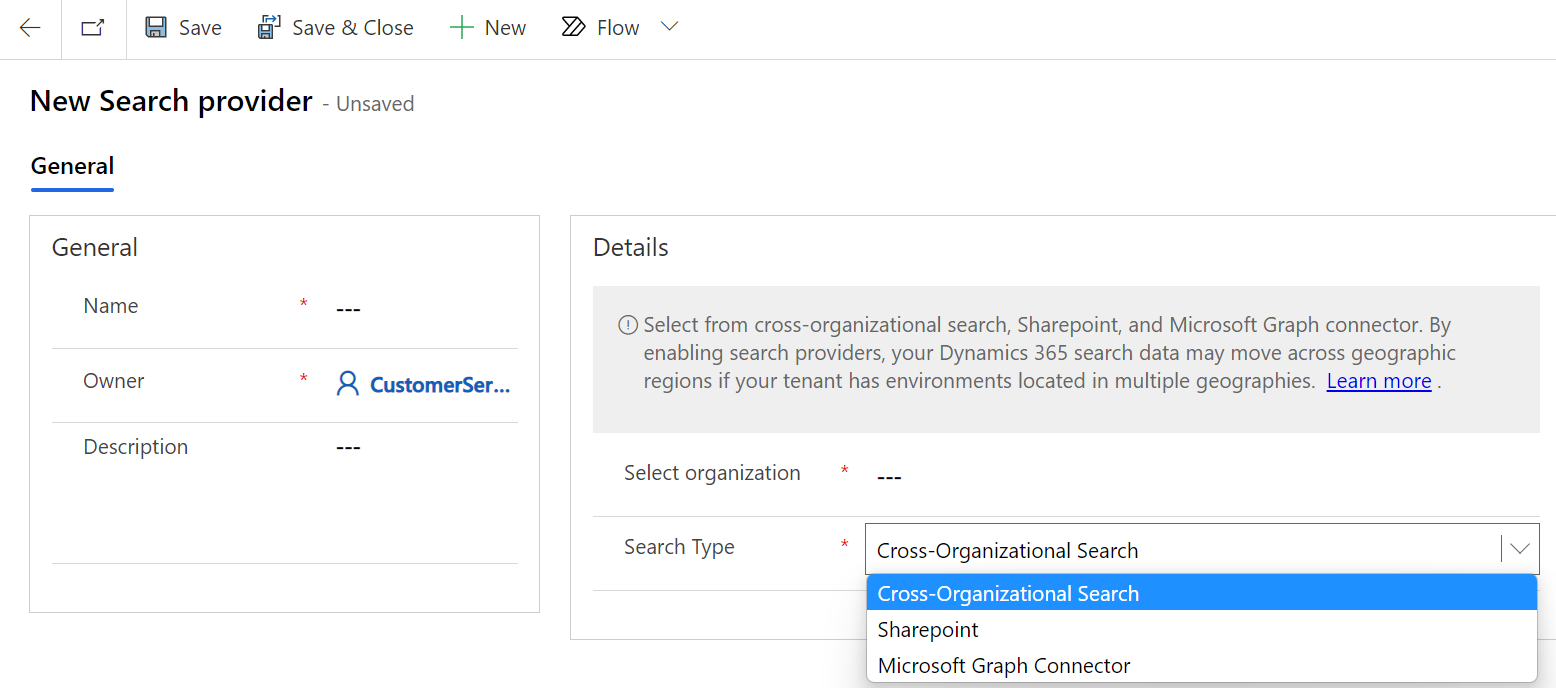 Save
Save & Close
New
Flow
New Search provider - Unsaved
General
General
Name * ---
Owner * CustomerSer...
Description ---
Details
Select from cross-organizational search, Sharepoint, and Microsoft Graph connector. By
enabling search providers, your Dynamics 365 search data may move across geographic
regions if your tenant has environments located in multiple geographies. Learn more .
Select organization * ---
Search Type * Cross-Organizational Search
Cross-Organizational Search
Sharepoint
Microsoft Graph Connector